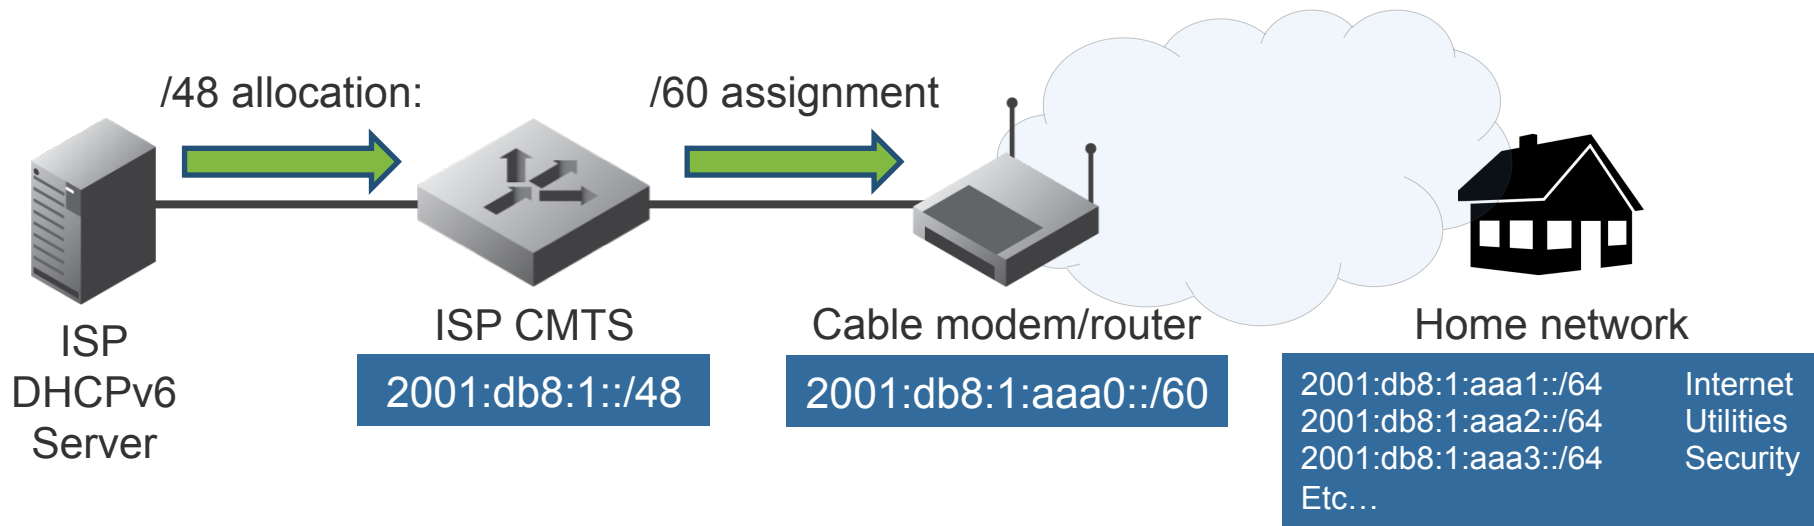 /48 allocation:
/60 assignment
ISP
DHCPv6
Server
ISP CMTS
2001:db8:1::/48
Cable modem/router
2001:db8:1:aaa0::/60
Home network
2001:db8:1:aaa1::/64 Internet
2001:db8:1:aaa2::/64 Utilities
2001:db8:1:aaa3::/64 Security
Etc…